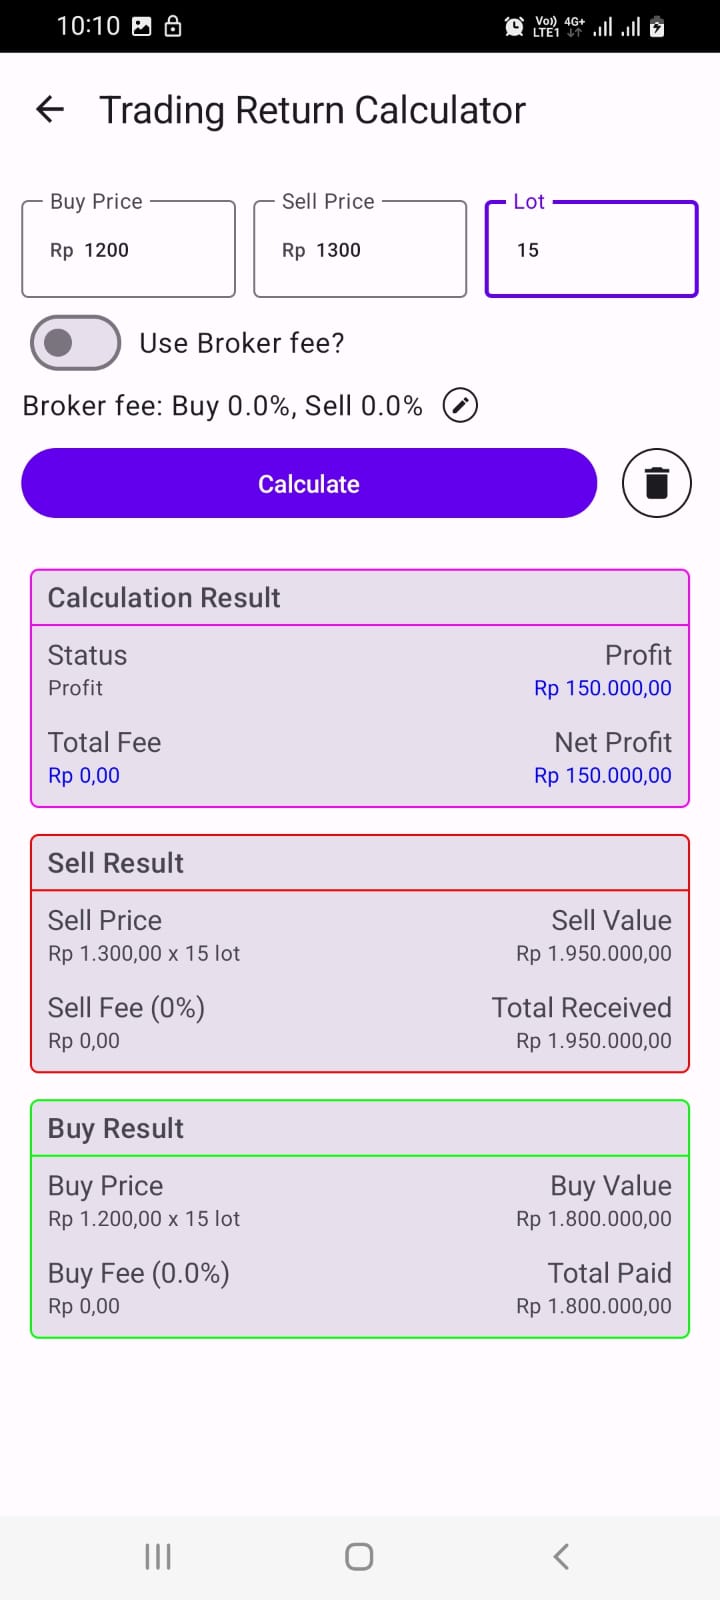 10:10
Vo)) 4G+
LTE1
Trading Return Calculator
Buy Price Sell Price Lot
Rp 1200 Rp 1300 15
Use Broker fee?
Broker fee: Buy 0.0%, Sell 0.0%
Calculate
Calculation Result
Status Profit
Profit Rp 150.000,00
Total Fee Net Profit
Rp 0,00 Rp 150.000,00
Sell Result
Sell Price Sell Value
Rp 1.300,00 x 15 lot Rp 1.950.000,00
Sell Fee (0%) Total Received
Rp 0,00 Rp 1.950.000,00
Buy Result
Buy Price Buy Value
Rp 1.200,00 x 15 lot Rp 1.800.000,00
Buy Fee (0.0%) Total Paid
Rp 0,00 Rp 1.800.000,00